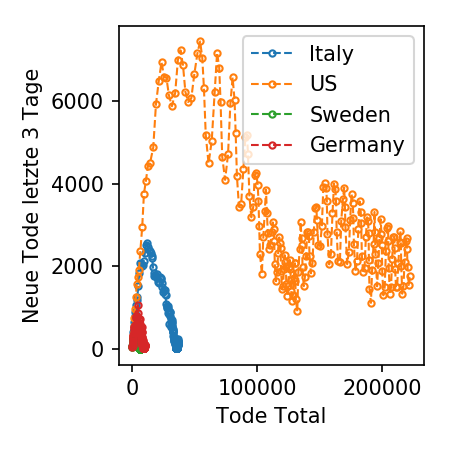 Italy
US
Sweden
Germany
Neue Tode letzte 3 Tage
6000
4000
2000
0
0
100000
200000
Tode Total